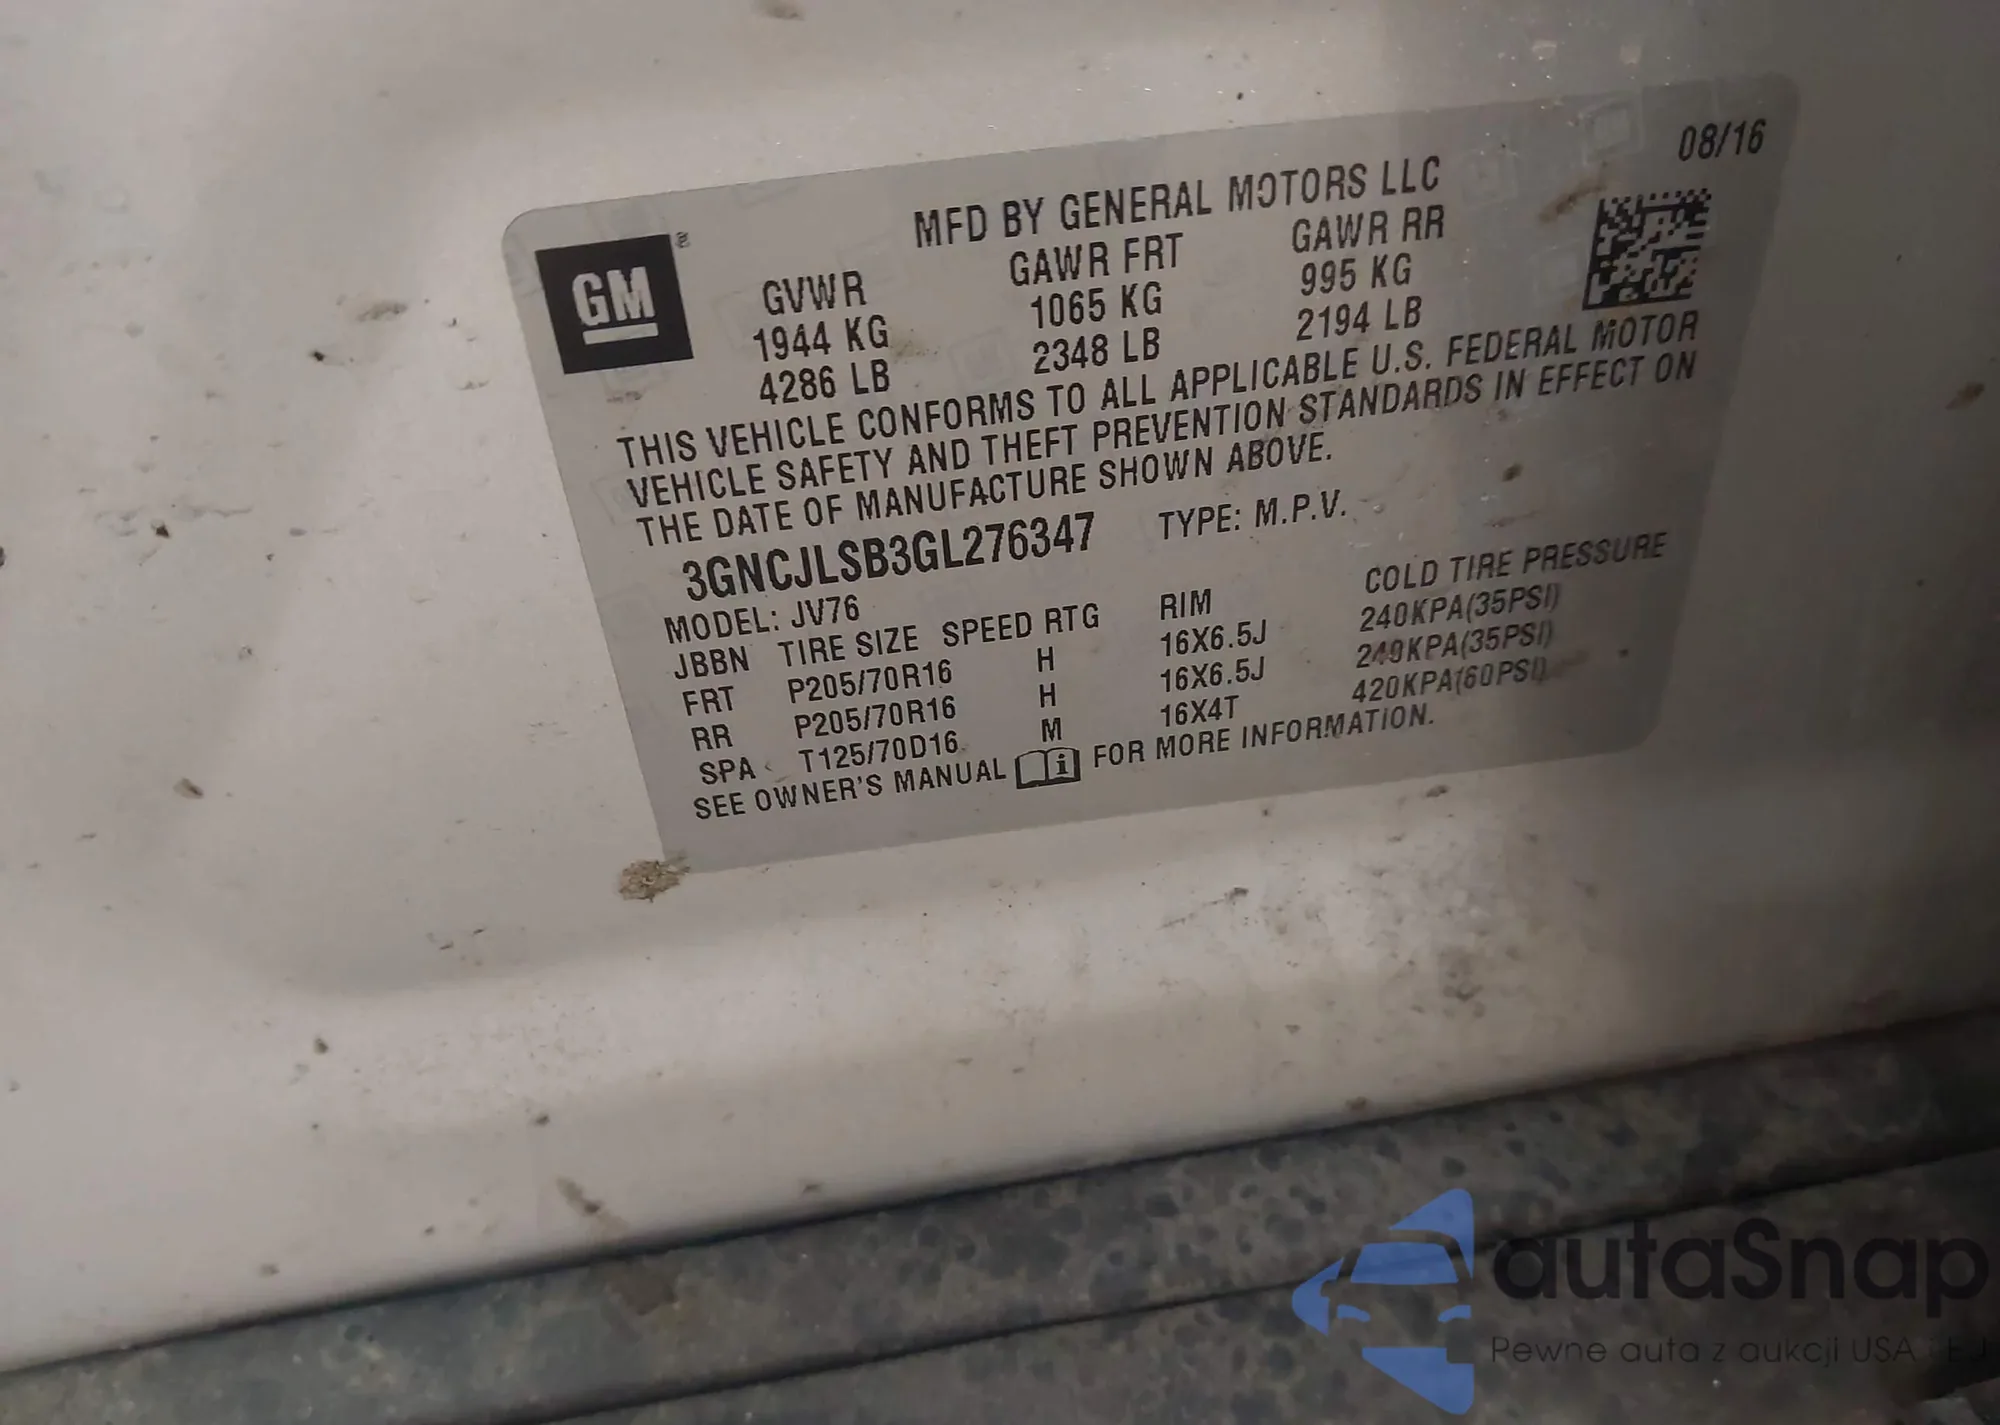 08/16
MFD BY GENERAL MOTORS LLC
GM ®
GVWR GAWR FRT GAWR RR
1944 KG 1065 KG 995 KG
4286 LB 2348 LB 2194 LB
THIS VEHICLE CONFORMS TO ALL APPLICABLE U.S. FEDERAL MOTOR
VEHICLE SAFETY AND THEFT PREVENTION STANDARDS IN EFFECT ON
THE DATE OF MANUFACTURE SHOWN ABOVE.
3GNCJLSB3GL276347 TYPE: M.P.V.
MODEL: JV76
JBBN TIRE SIZE SPEED RTG RIM COLD TIRE PRESSURE
FRT P205/70R16 H 16X6.5J 240KPA(35PSI)
RR P205/70R16 H 16X6.5J 240KPA(35PSI)
SPA T125/70D16 M 16X4T 420KPA(60PSI)
SEE OWNER'S MANUAL i FOR MORE INFORMATION.
autaSnap
Pewne auta z aukcji USA